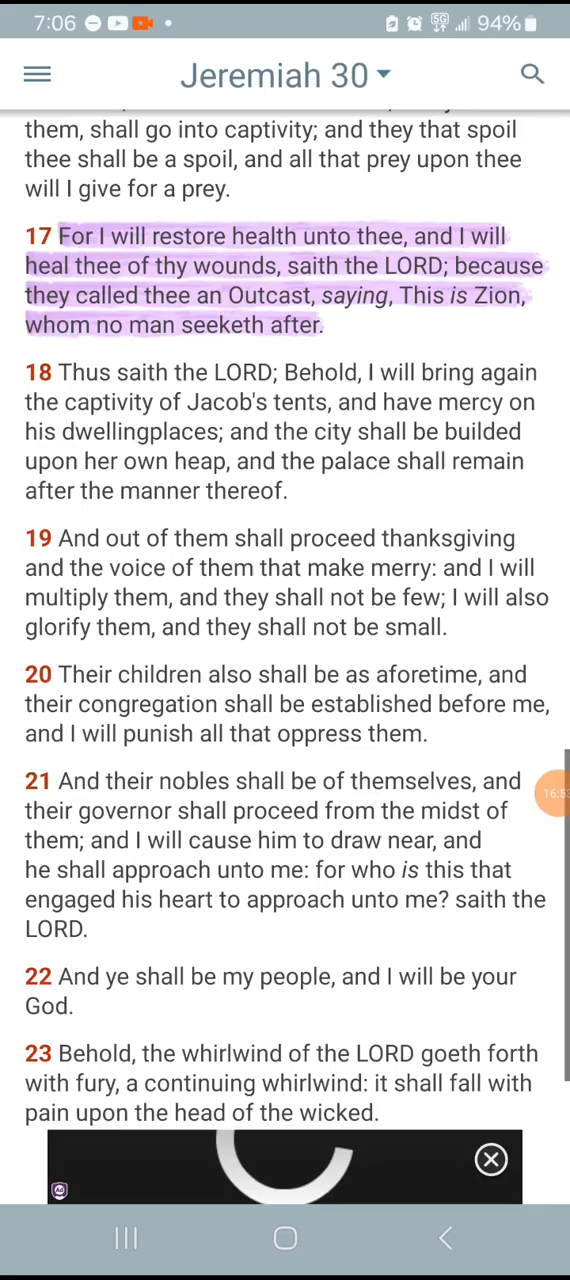 7:06 5G 94%
Jeremiah 30
them, shall go into captivity; and they that spoil
thee shall be a spoil, and all that prey upon thee
will I give for a prey.
17 For I will restore health unto thee, and I will
heal thee of thy wounds, saith the LORD; because
they called thee an Outcast, saying, This is Zion,
whom no man seeketh after.
18 Thus saith the LORD; Behold, I will bring again
the captivity of Jacob's tents, and have mercy on
his dwellingplaces; and the city shall be builded
upon her own heap, and the palace shall remain
after the manner thereof.
19 And out of them shall proceed thanksgiving
and the voice of them that make merry: and I will
multiply them, and they shall not be few; I will also
glorify them, and they shall not be small.
20 Their children also shall be as aforetime, and
their congregation shall be established before me,
and I will punish all that oppress them.
21 And their nobles shall be of themselves, and
their governor shall proceed from the midst of
them; and I will cause him to draw near, and
he shall approach unto me: for who is this that
engaged his heart to approach unto me? saith the
LORD.
22 And ye shall be my people, and I will be your
God.
23 Behold, the whirlwind of the LORD goeth forth
with fury, a continuing whirlwind: it shall fall with
pain upon the head of the wicked.
Ad